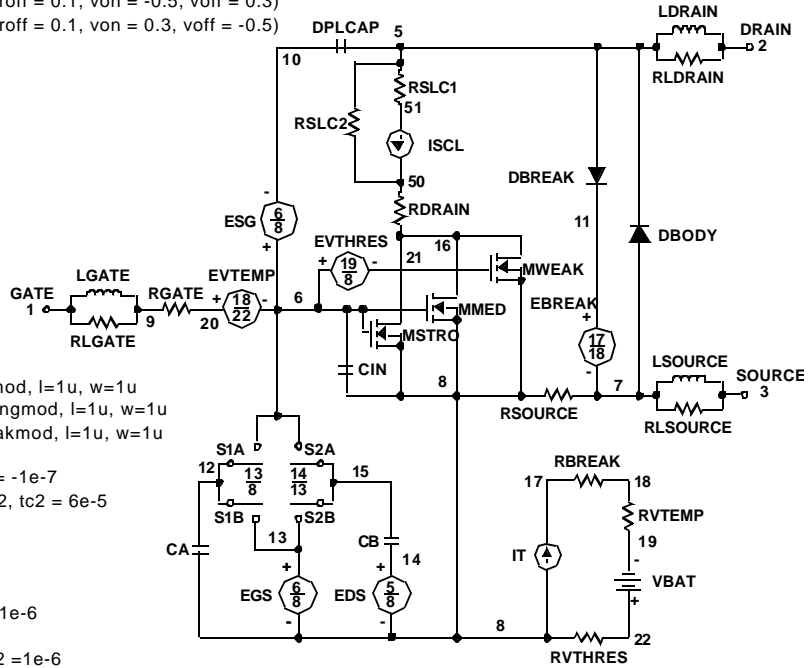 roff = 0.1, von = -0.5, voff = 0.3)
roff = 0.1, von = 0.3, voff = -0.5)
LDRAIN
DPLCAP
5
DRAIN
2
10
RLDRAIN
RSLC1
51
RSLC2
ISCL
50
DBREAK
RDRAIN
-
6
8
ESG
+
11
DBODY
EVTHRES
16
21
+
19
8
-
MWEAK
LGATE
EVTEMP
GATE
1
RGATE
+
18
22
-
6
EBREAK
MMED
+
9
20
MSTRO
17
18
RLGATE
-
LSOURCE
CIN
8
7
SOURCE
3
mod, l=1u, w=1u
ngmod, l=1u, w=1u
RSOURCE
akmod, l=1u, w=1u
RLSOURCE
S1A
S2A
12
13
8
14
13
15
RBREAK
= -1e-7
17
18
2, tc2 = 6e-5
S1B
S2B
RVTEMP
13
CB
19
CA
14
IT
-
+
+
VBAT
EGS
6
8
EDS
5
8
+
1e-6
-
-
8
22
2 =1e-6
RVTHRES